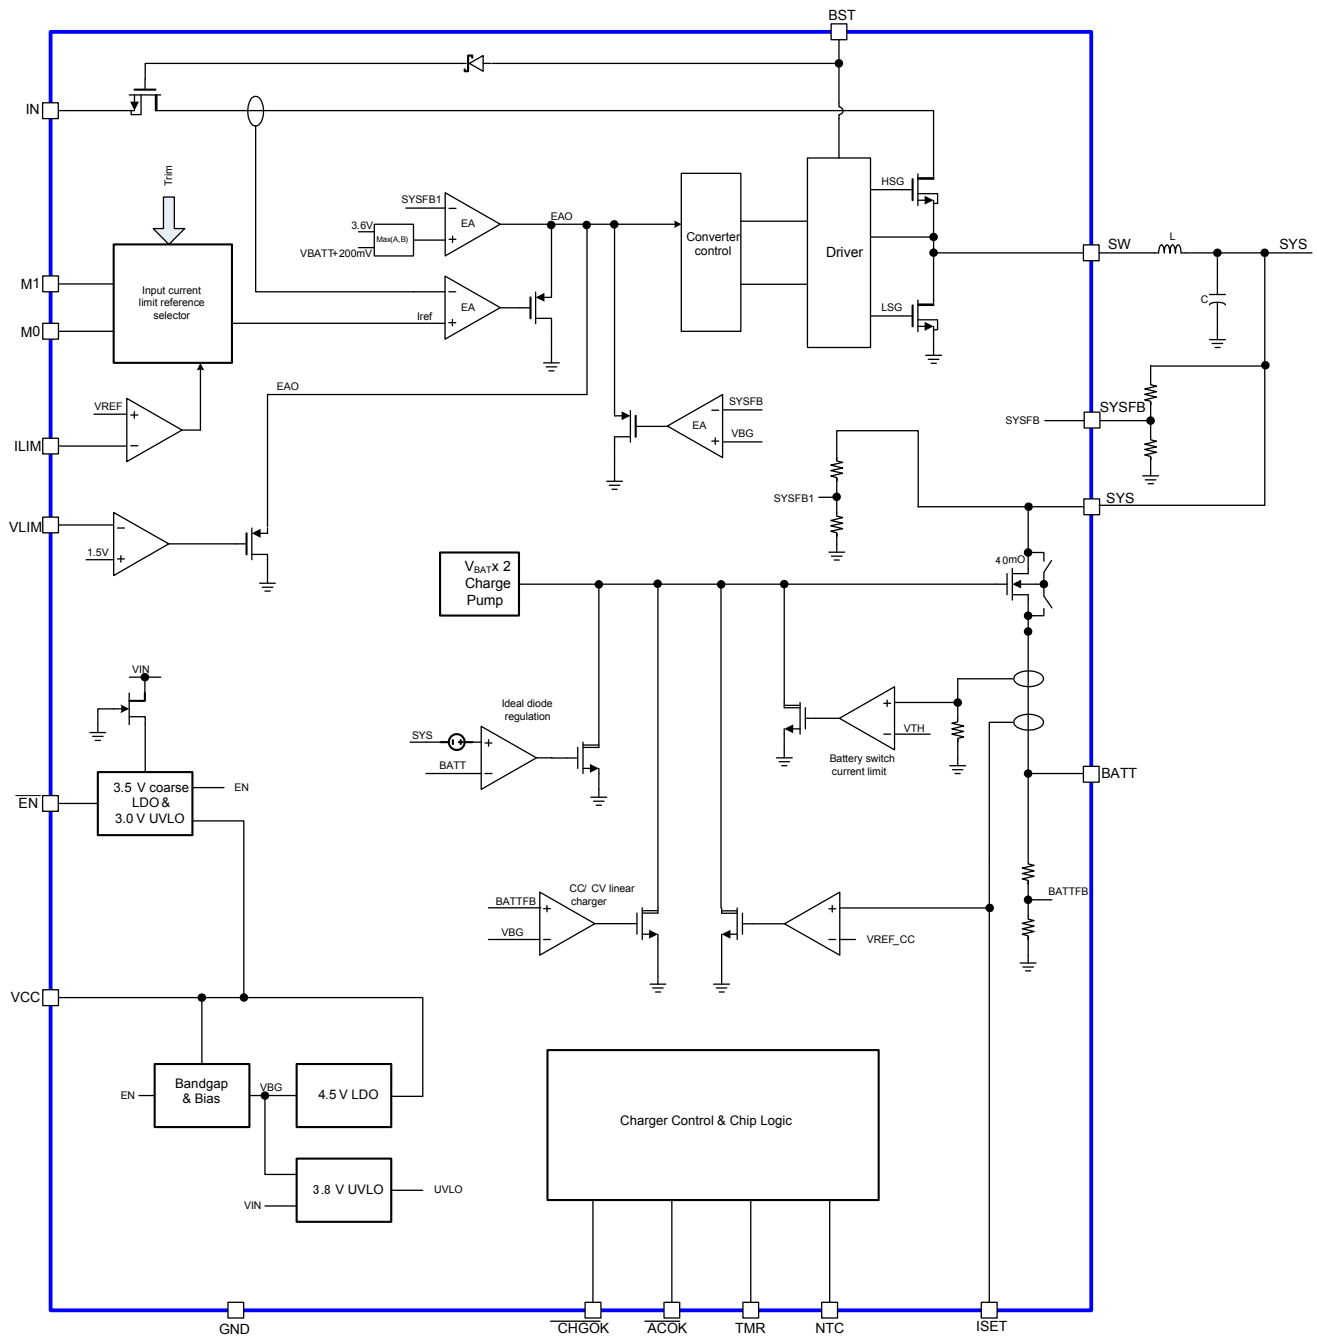 BST
IN
Trim
SYSFB1
EA
3.6V
Max(A,B)
VBATT+200mV
EAO
Converter
control
Driver
HSG
LSG
SW
L
SYS
C
M1
M0
Input current
limit reference
selector
Iref
EA
EAO
VREF
ILIM
SYSFB
EA
VBG
SYSFB
SYSFB
SYSFB1
SYS
VLIM
1.5V
VBATx 2
Charge
Pump
40mO
VIN
Ideal diode
regulation
SYS
BATT
VTH
Battery switch
current limit
BATT
EN
3.5 V coarse
LDO &
3.0 V UVLO
EN
CC/ CV linear
charger
BATTFB
VBG
VREF_CC
BATTFB
VCC
EN
Bandgap
& Bias
VBG
4.5 V LDO
VIN
3.8 V UVLO
UVLO
Charger Control & Chip Logic
GND
CHGOK
ACOK
TMR
NTC
ISET